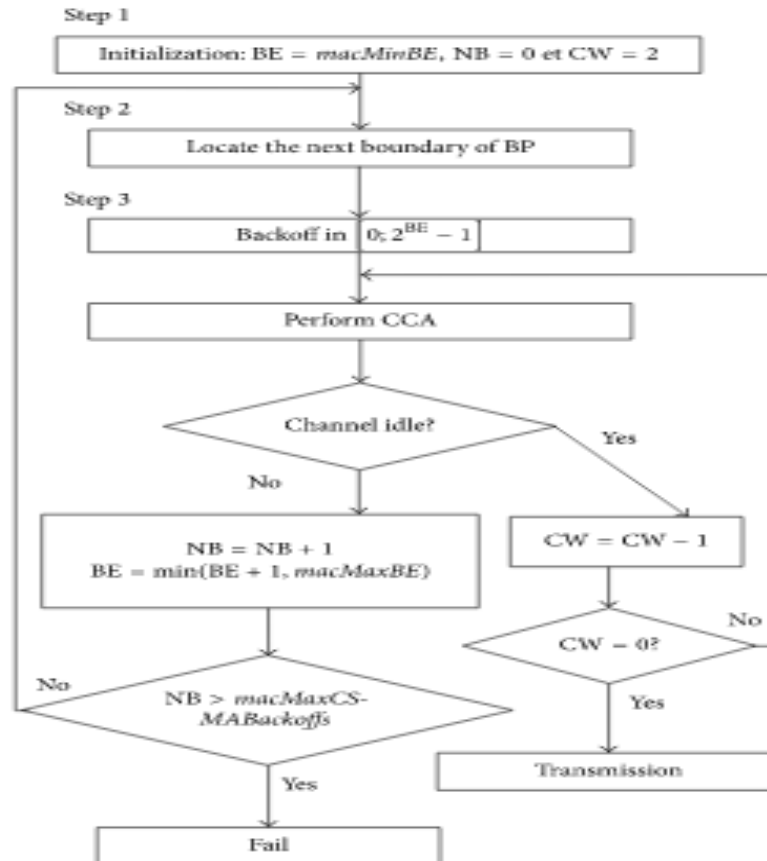 Step 1
Initialization: BE = macMinBE, NB = 0 et CW = 2
Step 2
Locate the next boundary of BP
Step 3
Backoff in [0; 2^BE − 1]
Perform CCA
Channel idle?
Yes
No
NB = NB + 1
BE = min(BE + 1, macMaxBE)
CW = CW − 1
No
CW = 0?
No
NB > macMaxCS-
MABackoffs
Yes
Yes
Transmission
Fail